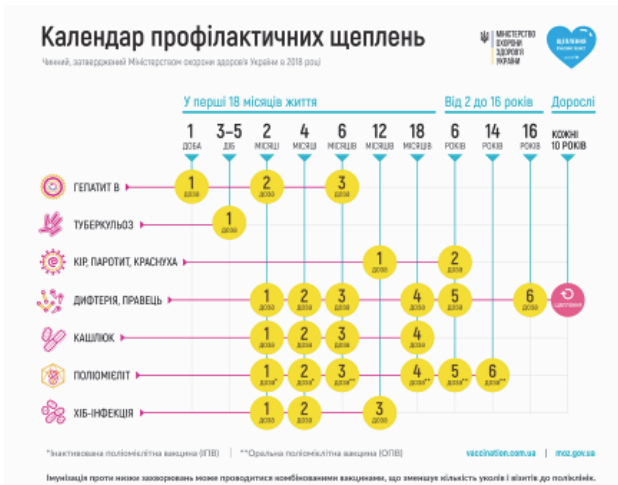 Календар профілактичних щеплень
Чинний, затверджений Міністерством охорони здоров'я України в 2018 році
МІНІСТЕРСТВО
ОХОРОНИ
ЗДОРОВ'Я
УКРАЇНИ
ЩЕПЛЕННЯ
У перші 18 місяців життя
Від 2 до 16 років
Дорослі
1 3–5 2 4 6 12 18 6 14 16 КОЖНІ
ДОБА ДІБ МІСЯЦІ МІСЯЦІ МІСЯЦІВ МІСЯЦІВ МІСЯЦІВ РОКІВ РОКІВ РОКІВ 10 РОКІВ
ГЕПАТИТ В 1 доза 2 доза 3 доза
ТУБЕРКУЛЬОЗ 1 доза
КІР, ПАРОТИТ, КРАСНУХА 1 доза 2 доза
ДИФТЕРІЯ, ПРАВЕЦЬ 1 доза 2 доза 3 доза 4 доза 5 доза 6 доза щеплення
КАШЛЮК 1 доза 2 доза 3 доза 4 доза
ПОЛІОМІЄЛІТ 1 доза* 2 доза* 3 доза** 4 доза** 5 доза** 6 доза**
ХІБ-ІНФЕКЦІЯ 1 доза 2 доза 3 доза
*Інактивована поліомієлітна вакцина (ІПВ) | **Оральна поліомієлітна вакцина (ОПВ)
vaccination.com.ua | moz.gov.ua
Імунізація проти низки захворювань може проводитися комбінованими вакцинами, що зменшує кількість уколів і візитів до поліклінік.